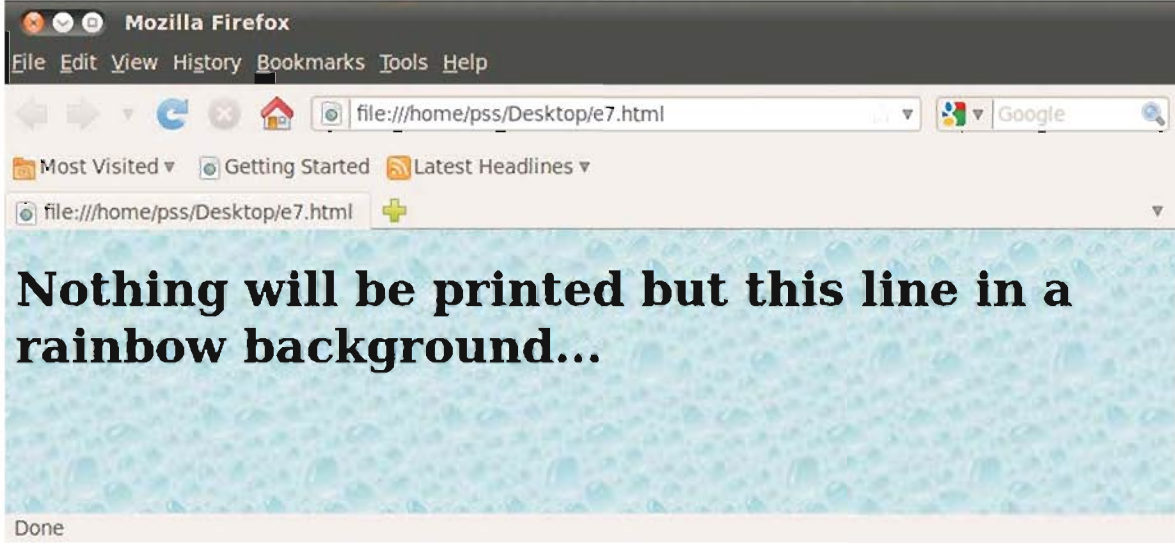 Mozilla Firefox
File Edit View History Bookmarks Tools Help
file:///home/pss/Desktop/e7.html Google
Most Visited Getting Started Latest Headlines
file:///home/pss/Desktop/e7.html
Nothing will be printed but this line in a
rainbow background...
Done